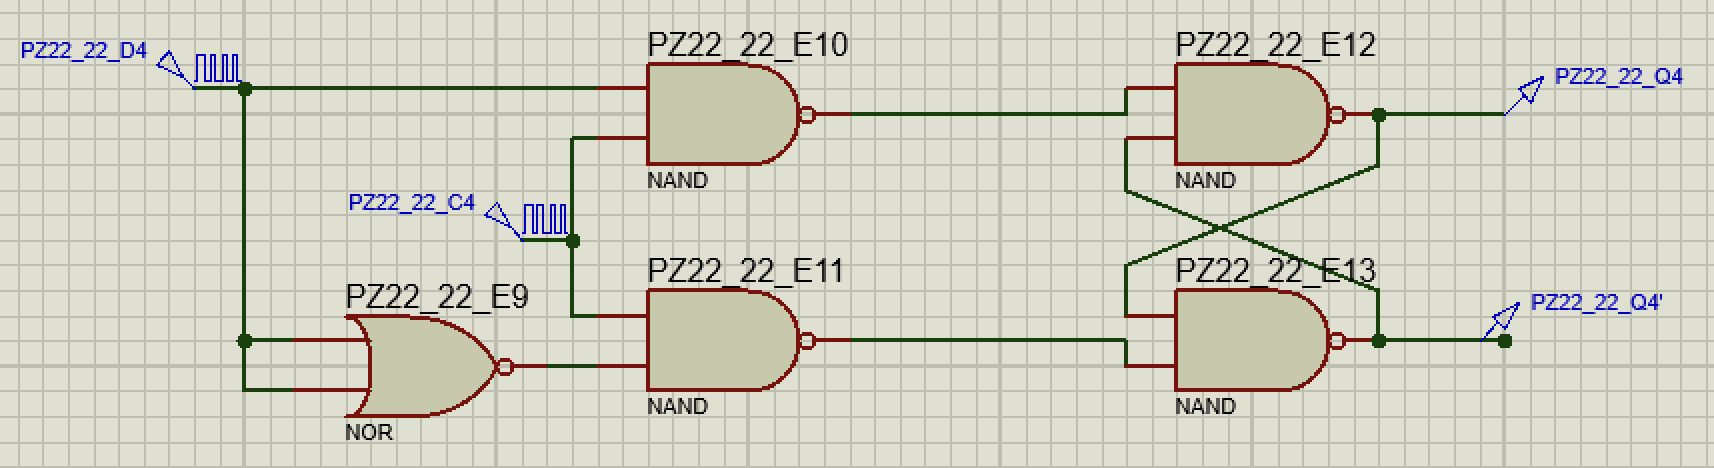 PZ22_22_D4
PZ22_22_E10
NAND
PZ22_22_E12
NAND
PZ22_22_Q4
PZ22_22_C4
PZ22_22_E9
NOR
PZ22_22_E11
NAND
PZ22_22_E13
NAND
PZ22_22_Q4'